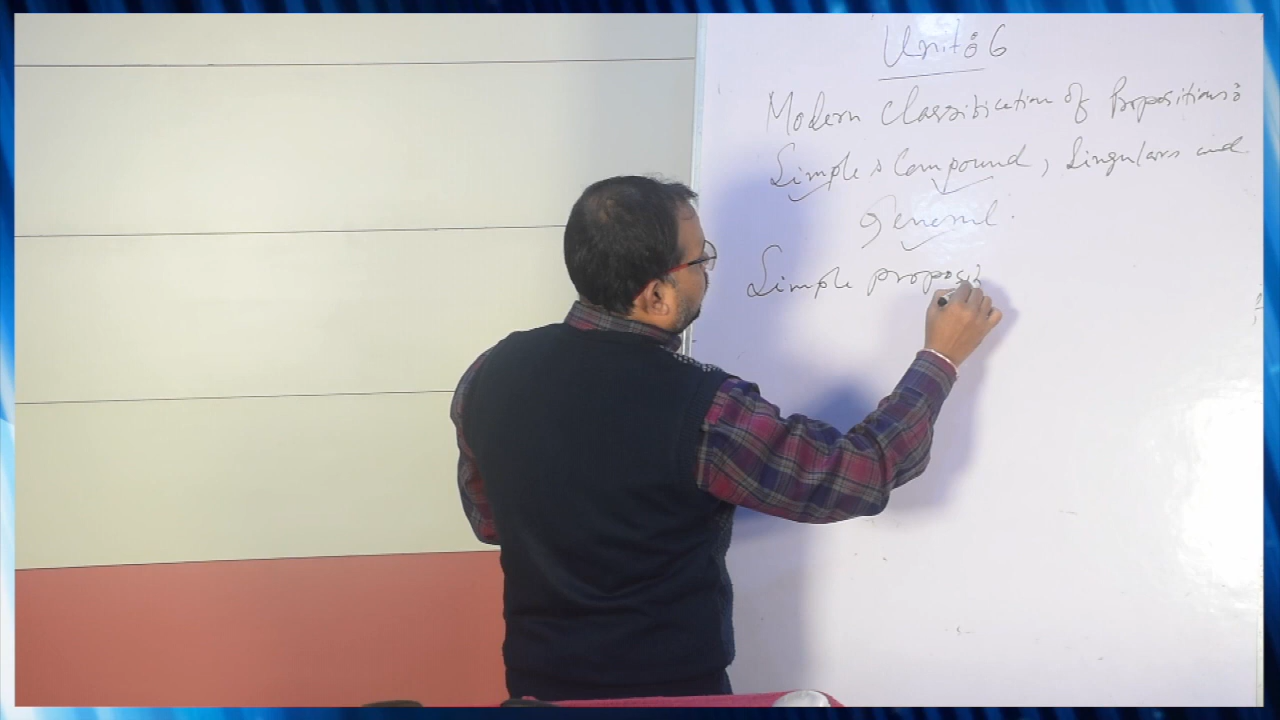 Unit: 6
Modern Classification of Propositions:
Simple, Compound, Singulars and
General.
Simple proposi